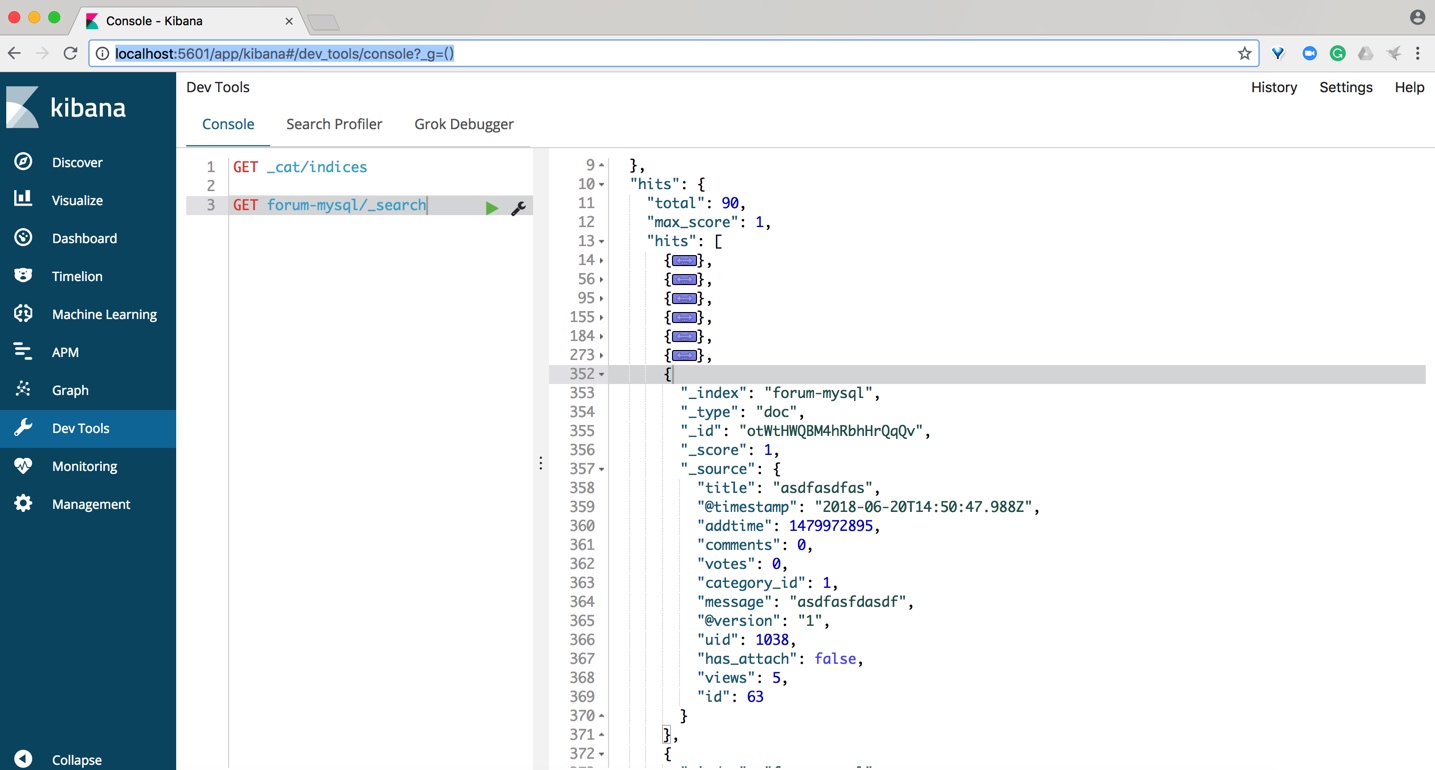 Console - Kibana
localhost:5601/app/kibana#/dev_tools/console?_g=()
kibana
Discover
Visualize
Dashboard
Timelion
Machine Learning
APM
Graph
Dev Tools
Monitoring
Management
Collapse
Dev Tools
History Settings Help
Console Search Profiler Grok Debugger
1 GET _cat/indices
2
3 GET forum-mysql/_search
9 },
10 "hits": {
11 "total": 90,
12 "max_score": 1,
13 "hits": [
14 {},
56 {},
95 {},
155 {},
184 {},
273 {},
352 {
353 "_index": "forum-mysql",
354 "_type": "doc",
355 "_id": "otWtHWQBM4hRbhHrQqQv",
356 "_score": 1,
357 "_source": {
358 "title": "asdfasdfas",
359 "@timestamp": "2018-06-20T14:50:47.988Z",
360 "addtime": 1479972895,
361 "comments": 0,
362 "votes": 0,
363 "category_id": 1,
364 "message": "asdfasfdasdf",
365 "@version": "1",
366 "uid": 1038,
367 "has_attach": false,
368 "views": 5,
369 "id": 63
370 }
371 },
372 {